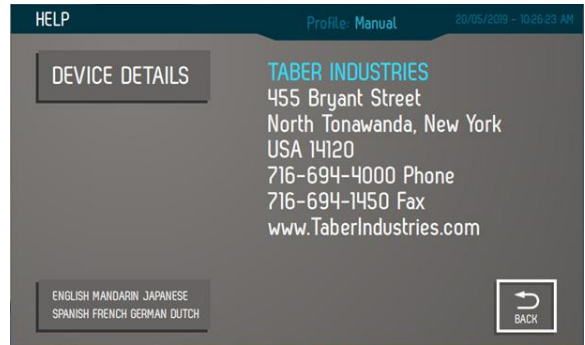 HELP
Profile: Manual
20/05/2019 - 10:26:23 AM
DEVICE DETAILS
TABER INDUSTRIES
455 Bryant Street
North Tonawanda, New York
USA 14120
716-694-4000 Phone
716-694-1450 Fax
www.TaberIndustries.com
ENGLISH MANDARIN JAPANESE
SPANISH FRENCH GERMAN DUTCH
BACK